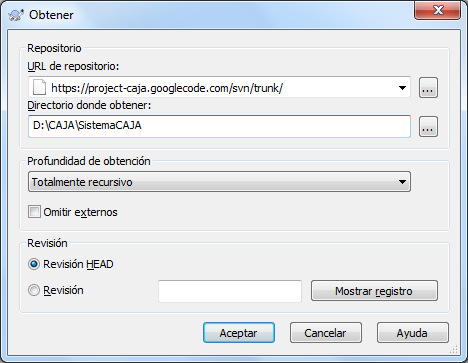 Obtener
Repositorio
URL de repositorio:
https://project-caja.googlecode.com/svn/trunk/
...
Directorio donde obtener:
D:\CAJA\SistemaCAJA
...
Profundidad de obtención
Totalmente recursivo
Omitir externos
Revisión
Revisión HEAD
Revisión
Mostrar registro
Aceptar
Cancelar
Ayuda